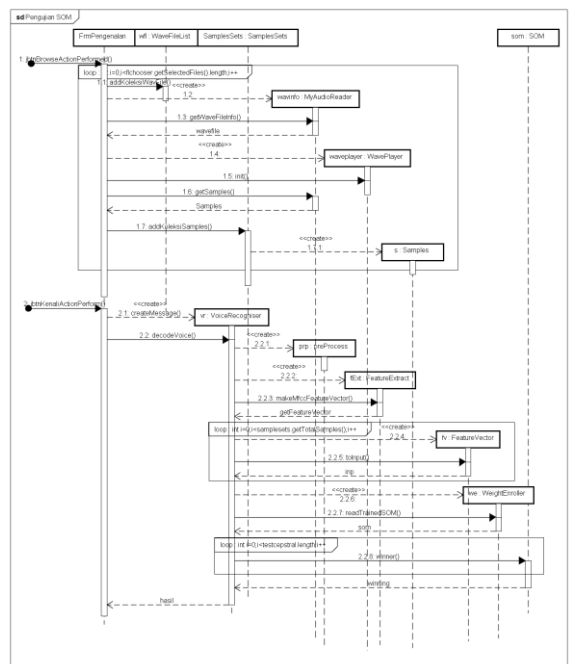 sd Pengujian SOM
FrmPengenalan
wfl : WaveFileList
SamplesSets : SamplesSets
som : SOM
1: jbtnBrowseActionPerformed()
loop
i=0;i<flchooser.getSelectedFiles().length;i++
1.1: addKoleksiWavFile()
<<create>>
1.2:
wavinfo : MyAudioReader
1.3: getWaveFileInfo()
wavefile
<<create>>
1.4:
waveplayer : WavePlayer
1.5: init()
1.6: getSamples()
Samples
1.7: addKoleksiSamples()
<<create>>
1.7.1:
s : Samples
2: jbtnKenaliActionPerform()
<<create>>
2.1: createMessage()
vr : VoiceRecogniser
2.2: decodeVoice()
<<create>>
2.2.1:
prp : preProcess
<<create>>
2.2.2:
fExt : FeatureExtract
2.2.3: makeMfccFeatureVector()
getFeatureVector
loop : int i=0;i<samplesets.getTotalSamples();i++
<<create>>
2.2.4:
fv : FeatureVector
2.2.5: toInput()
inp
<<create>>
2.2.6:
we : WeightEnroller
2.2.7: readTrainedSOM()
som
loop : int i=0;i<testcepstral.length;i++
2.2.8: winner()
winning
hasil